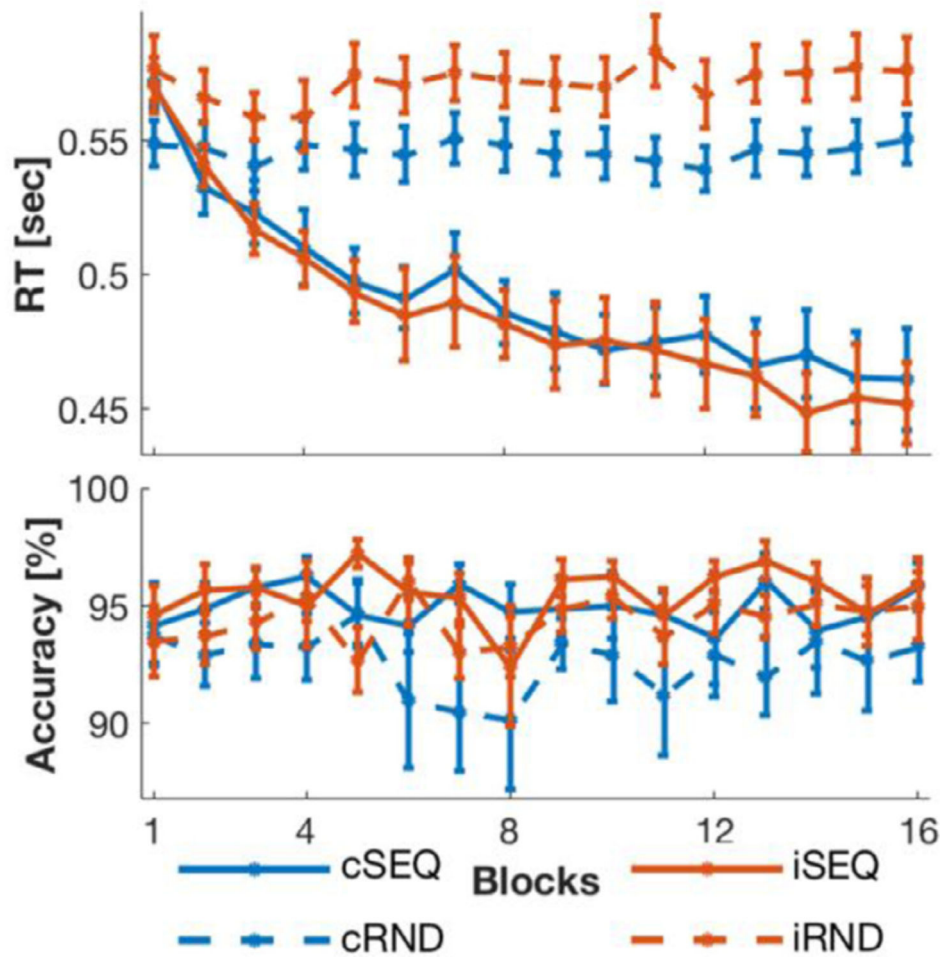 RT [sec]
0.55
0.5
0.45
Accuracy [%]
100
95
90
1 4 8 12 16
Blocks
cSEQ iSEQ
cRND iRND